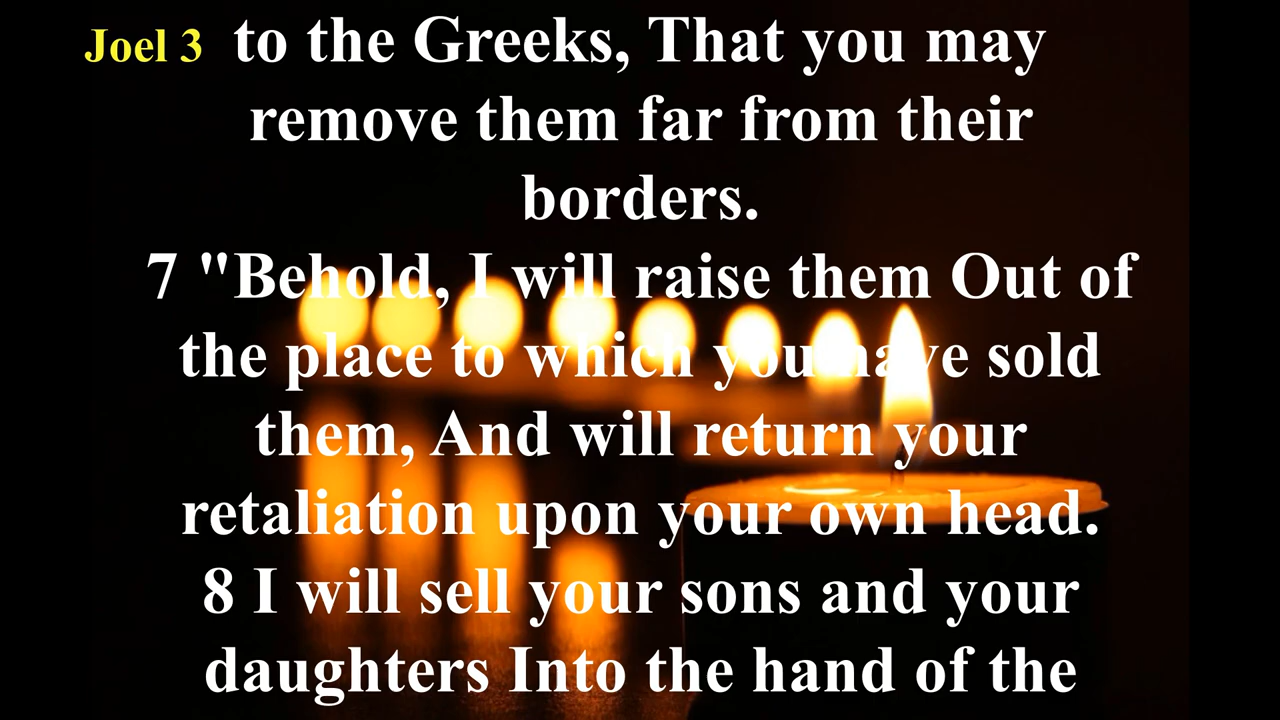 Joel 3 to the Greeks, That you may
remove them far from their
borders.
7 "Behold, I will raise them Out of
the place to which you have sold
them, And will return your
retaliation upon your own head.
8 I will sell your sons and your
daughters Into the hand of the